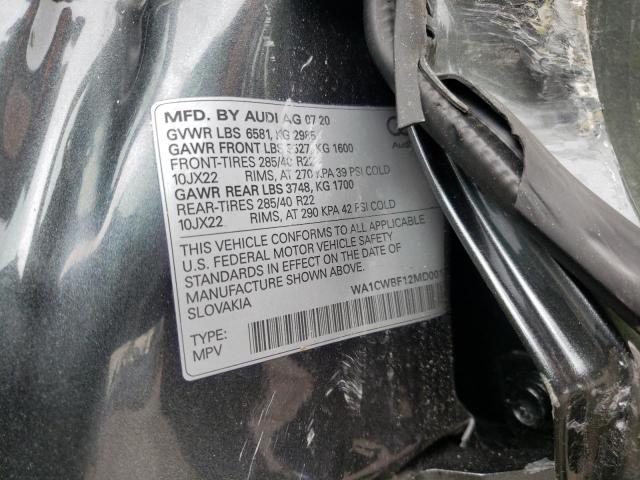 MFD. BY AUDI AG 07 20
GVWR LBS 6581, KG 2985
GAWR FRONT LBS 3527, KG 1600
FRONT-TIRES 285/40 R22
10JX22 RIMS, AT 270 KPA 39 PSI COLD
GAWR REAR LBS 3748, KG 1700
REAR-TIRES 285/40 R22
10JX22 RIMS, AT 290 KPA 42 PSI COLD
THIS VEHICLE CONFORMS TO ALL APPLICABLE
U.S. FEDERAL MOTOR VEHICLE SAFETY
STANDARDS IN EFFECT ON THE DATE OF
MANUFACTURE SHOWN ABOVE.
SLOVAKIA
TYPE:
MPV
Audi